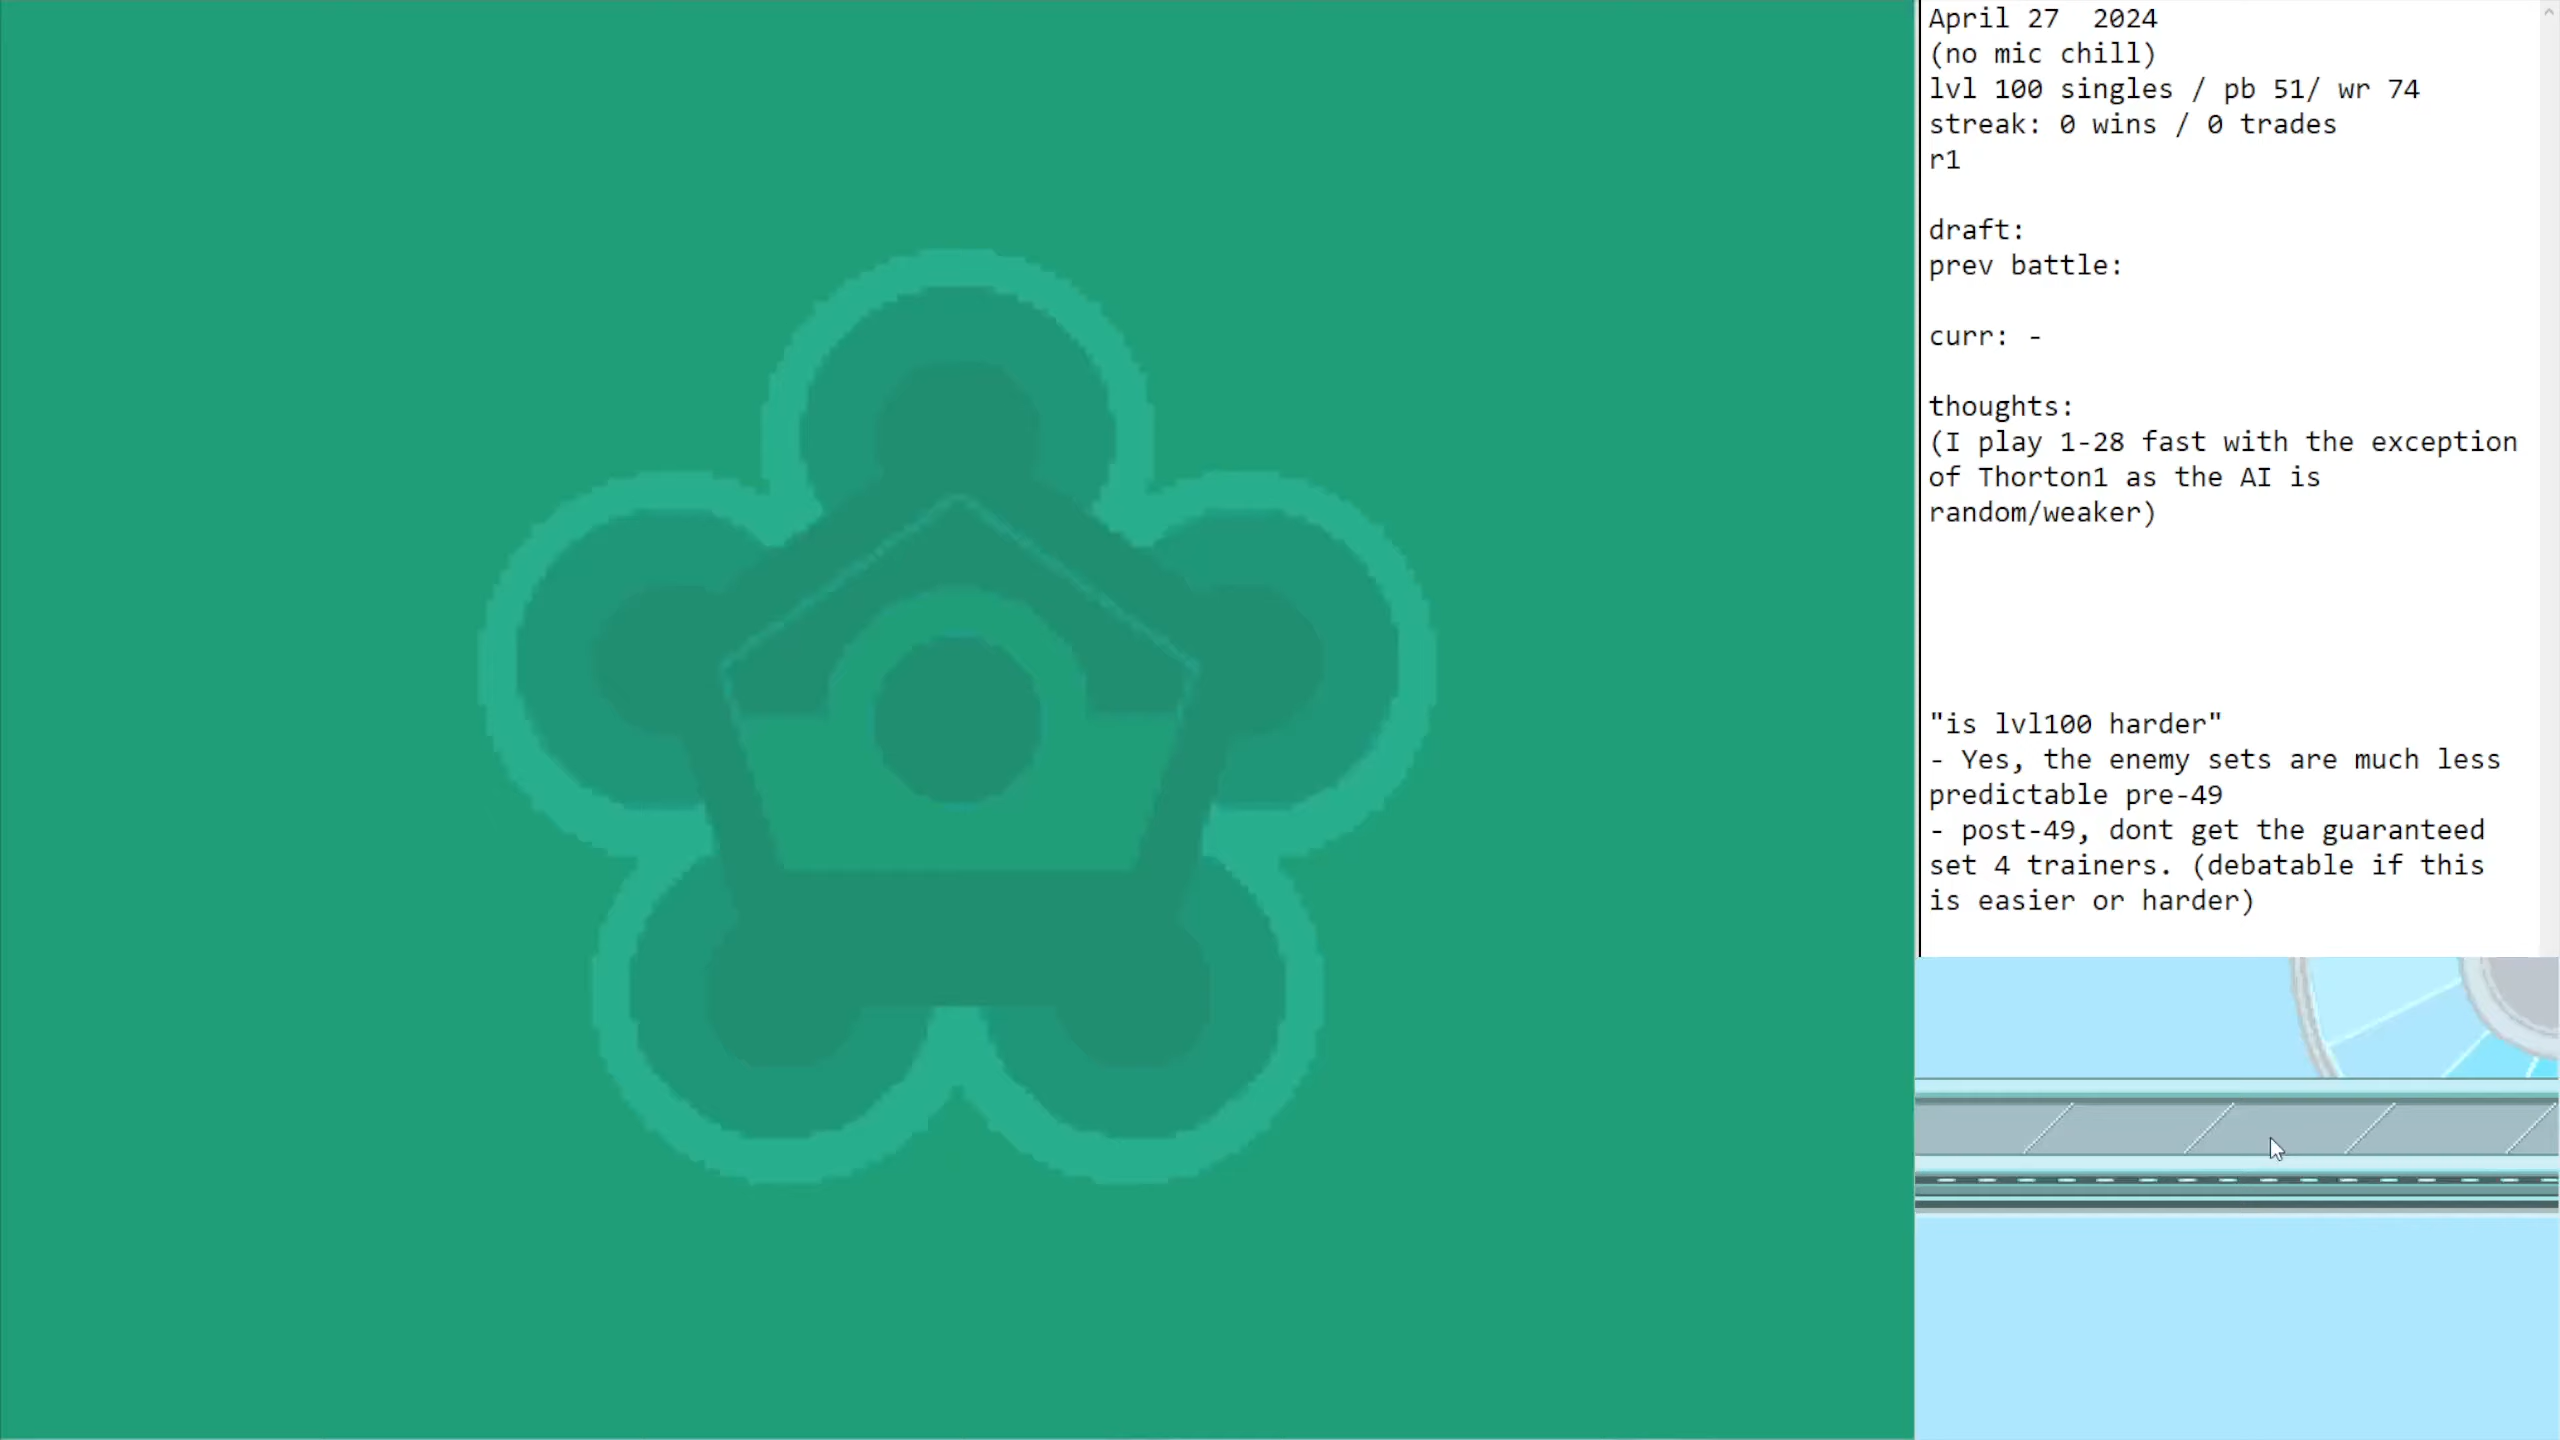 April 27  2024
(no mic chill)
lvl 100 singles / pb 51/ wr 74
streak: 0 wins / 0 trades
r1
draft:
prev battle:
curr: -
thoughts:
(I play 1-28 fast with the exception
of Thorton1 as the AI is
random/weaker)
"is lvl100 harder"
- Yes, the enemy sets are much less
predictable pre-49
- post-49, dont get the guaranteed
set 4 trainers. (debatable if this
is easier or harder)